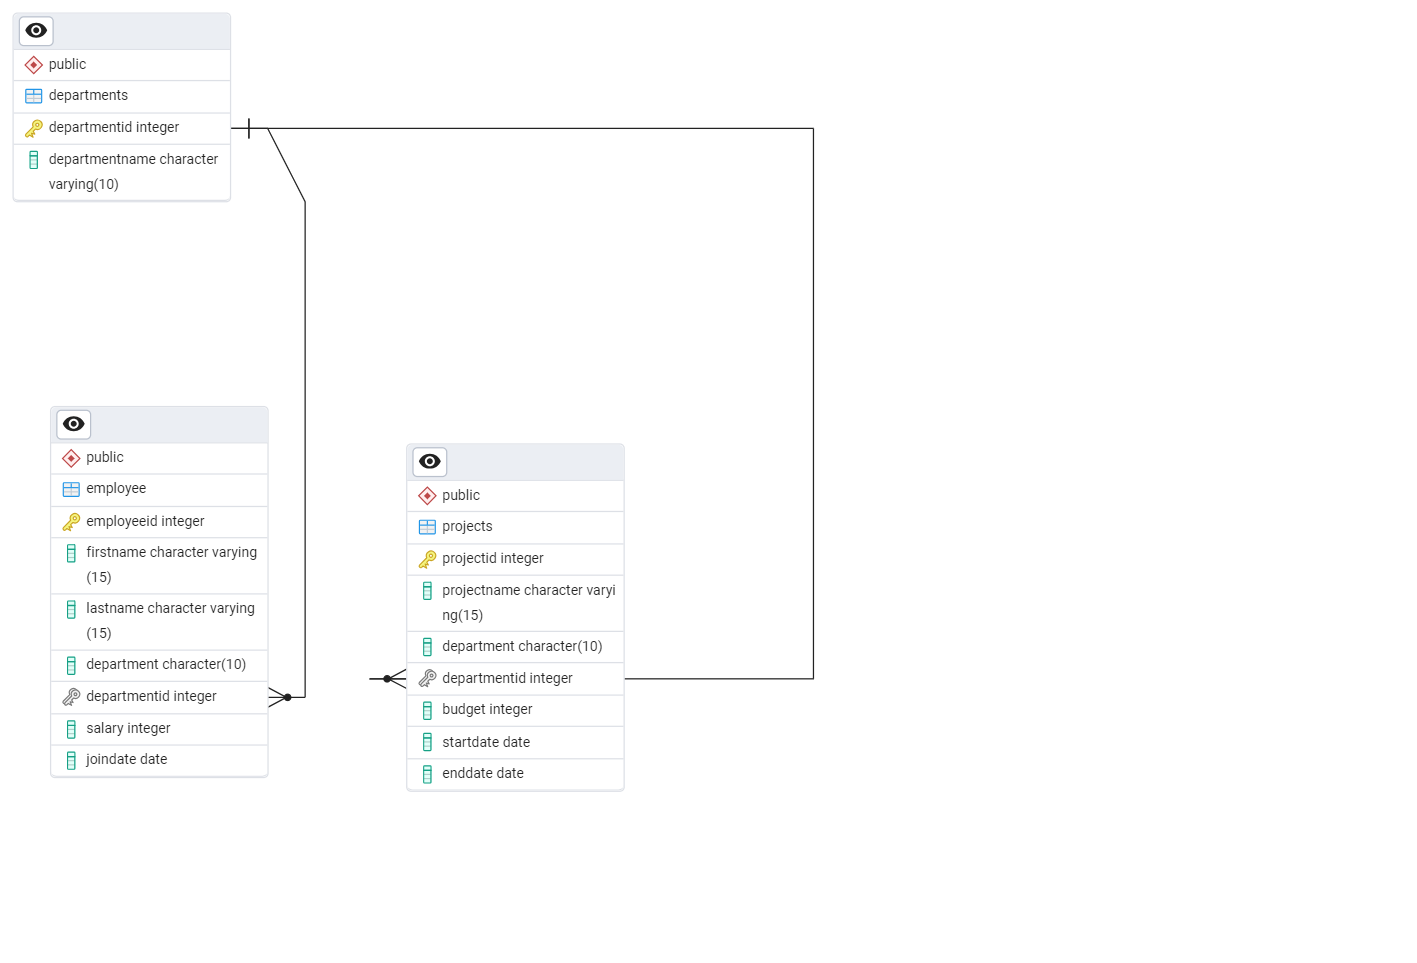 public
departments
departmentid integer
departmentname character
varying(10)
public
employee
employeeid integer
firstname character varying
(15)
lastname character varying
(15)
department character(10)
departmentid integer
salary integer
joindate date
public
projects
projectid integer
projectname character varyi
ng(15)
department character(10)
departmentid integer
budget integer
startdate date
enddate date